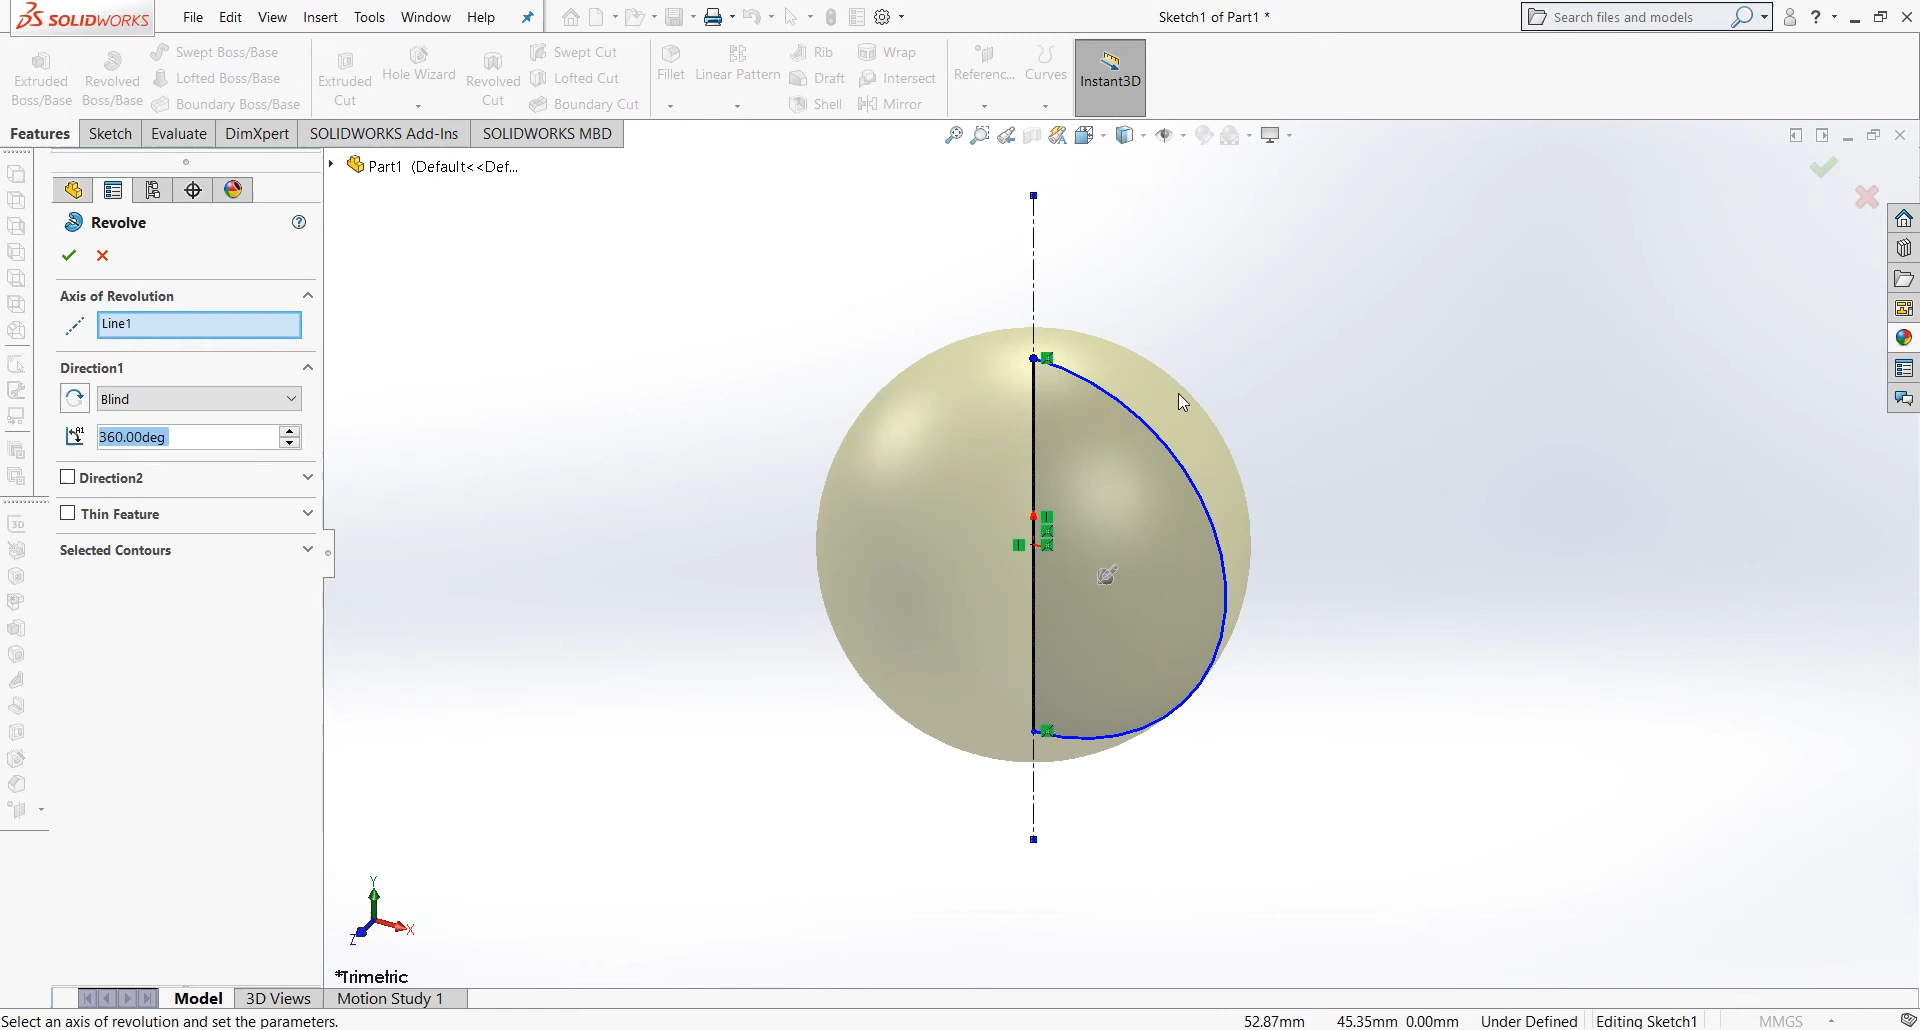 SOLIDWORKS
File Edit View Insert Tools Window Help
Sketch1 of Part1 *
Search files and models
?
Extruded Boss/Base
Revolved Boss/Base
Swept Boss/Base
Lofted Boss/Base
Boundary Boss/Base
Extruded Cut
Hole Wizard
Revolved Cut
Swept Cut
Lofted Cut
Boundary Cut
Fillet
Linear Pattern
Rib
Draft
Shell
Wrap
Intersect
Mirror
Referenc...
Curves
Instant3D
Features Sketch Evaluate DimXpert SOLIDWORKS Add-Ins SOLIDWORKS MBD
Part1 (Default<<Def...
Revolve
?
Axis of Revolution
Line1
Direction1
Blind
A1
360.00deg
Direction2
Thin Feature
Selected Contours
3D
Y
X
Z
*Trimetric
Model 3D Views Motion Study 1
Select an axis of revolution and set the parameters.
52.87mm 45.35mm 0.00mm Under Defined Editing Sketch1 MMGS